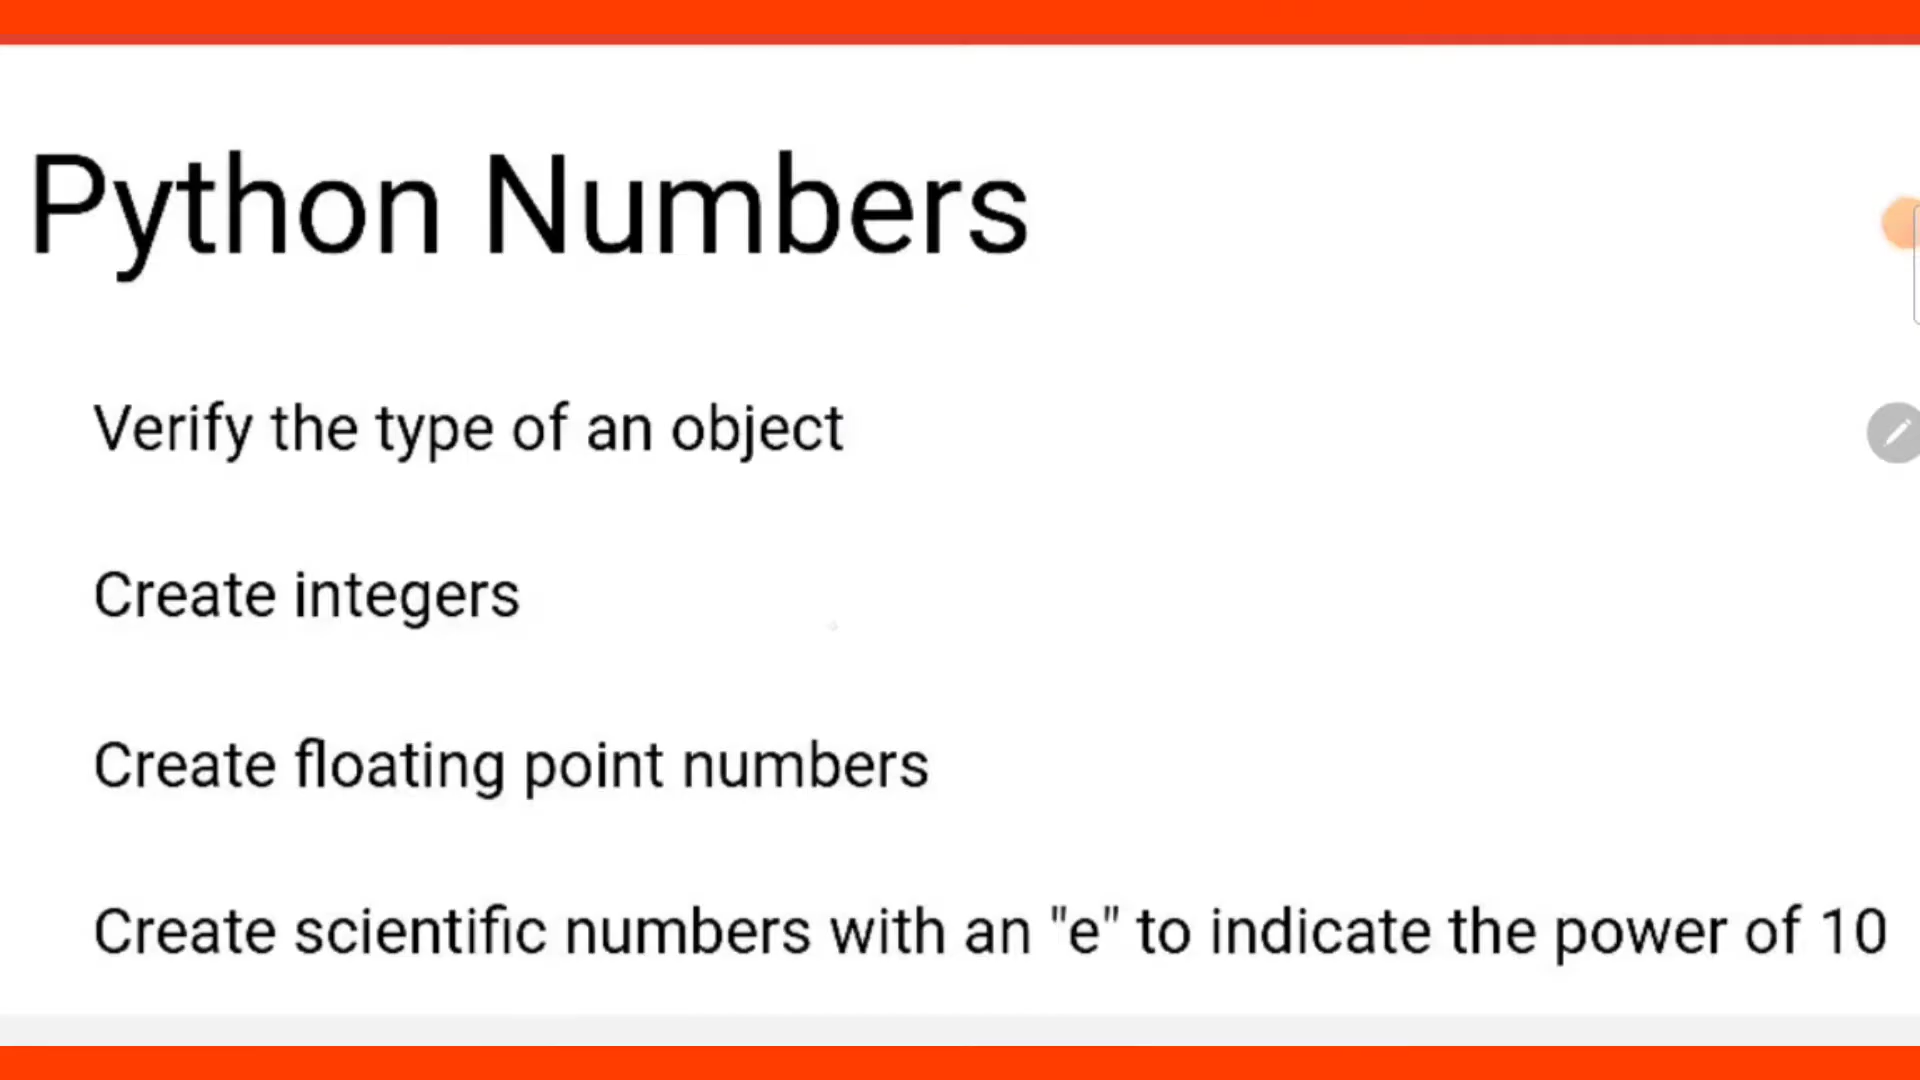 Python Numbers
Verify the type of an object
Create integers
Create floating point numbers
Create scientific numbers with an "e" to indicate the power of 10